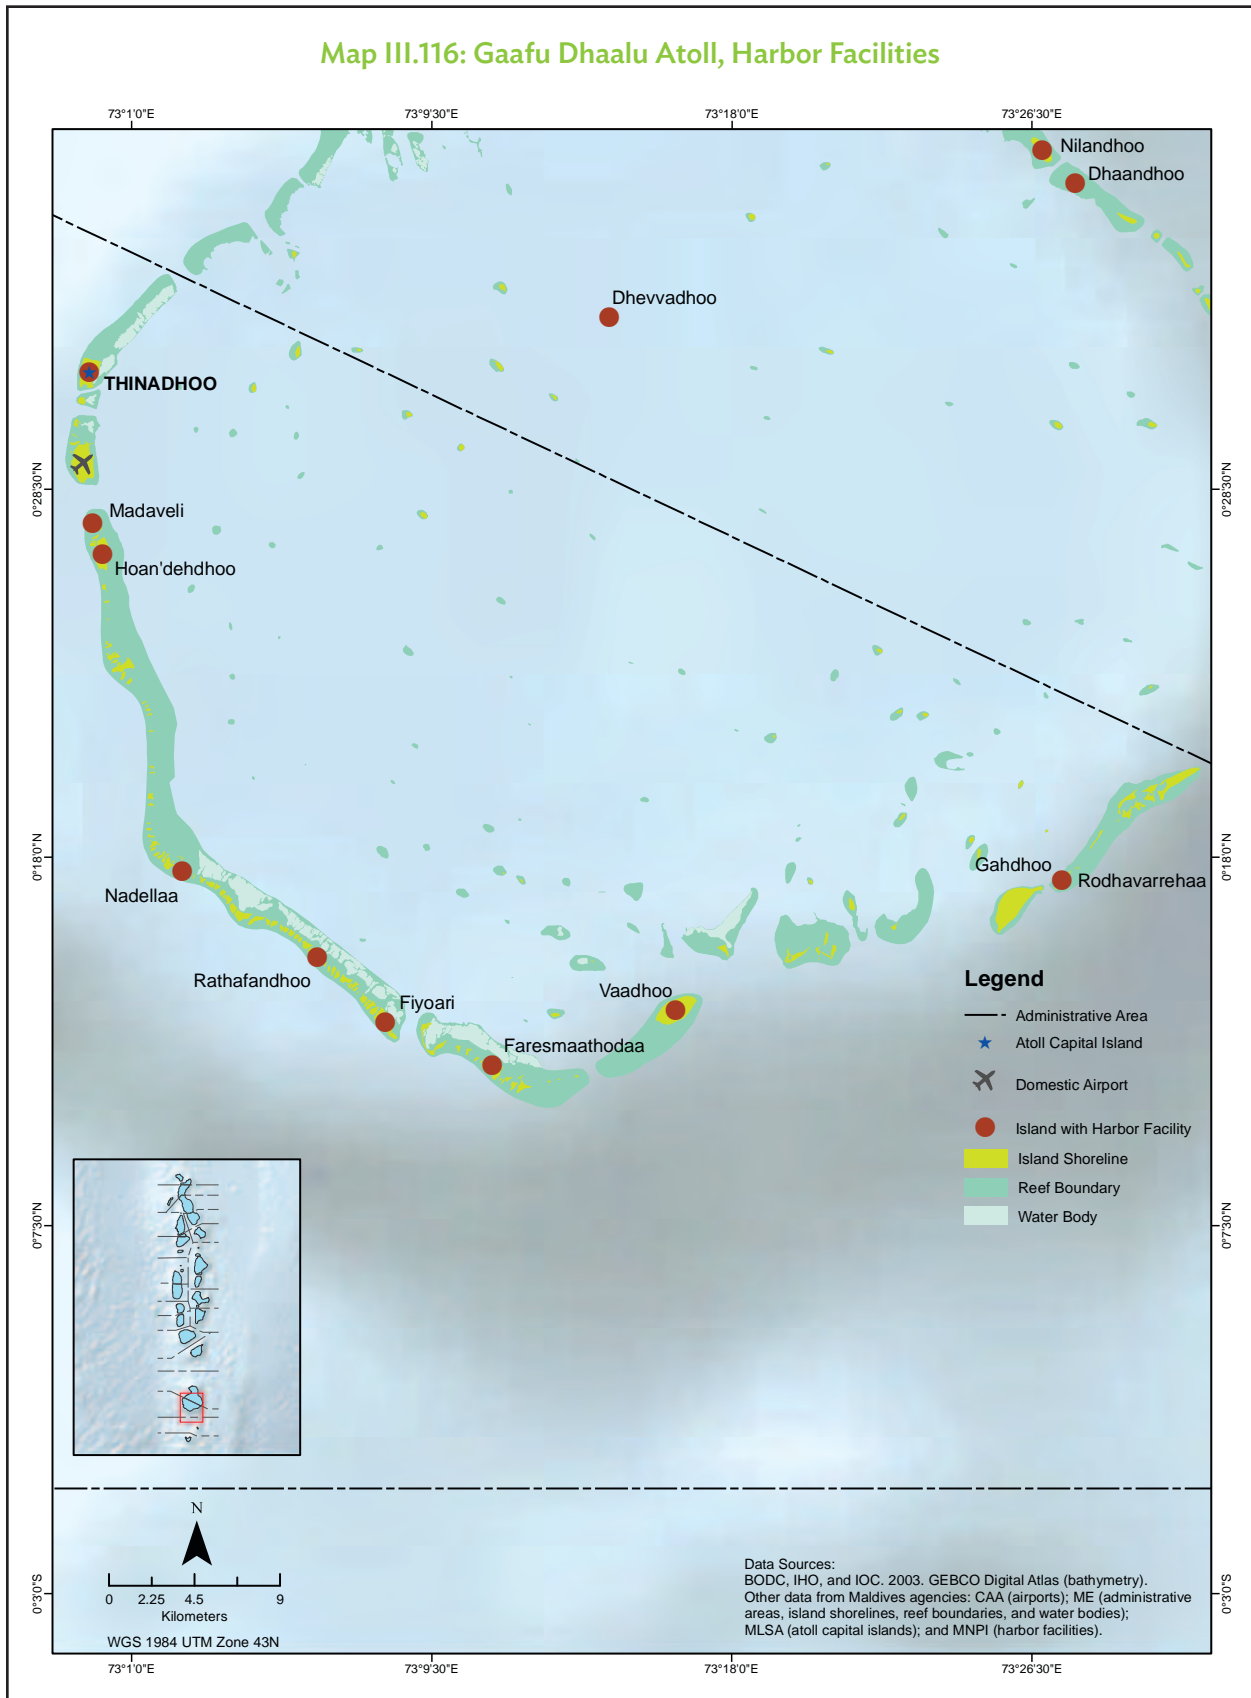 Map III.116: Gaafu Dhaalu Atoll, Harbor Facilities
73°1'0"E
73°9'30"E
73°18'0"E
73°26'30"E
Nilandhoo
Dhaandhoo
Dhevvadhoo
THINADHOO
0°28'30"N
0°28'30"N
Madaveli
Hoan'dehdhoo
0°18'0"N
0°18'0"N
Gahdhoo
Rodhavarrehaa
Nadellaa
Rathafandhoo
Fiyoari
Vaadhoo
Faresmaathodaa
Legend
Administrative Area
Atoll Capital Island
Domestic Airport
Island with Harbor Facility
Island Shoreline
Reef Boundary
Water Body
0°7'30"N
0°7'30"N
N
0 2.25 4.5 9
Kilometers
WGS 1984 UTM Zone 43N
Data Sources:
BODC, IHO, and IOC. 2003. GEBCO Digital Atlas (bathymetry).
Other data from Maldives agencies: CAA (airports); ME (administrative
areas, island shorelines, reef boundaries, and water bodies);
MLSA (atoll capital islands); and MNPI (harbor facilities).
0°3'0"S
0°3'0"S
73°1'0"E
73°9'30"E
73°18'0"E
73°26'30"E